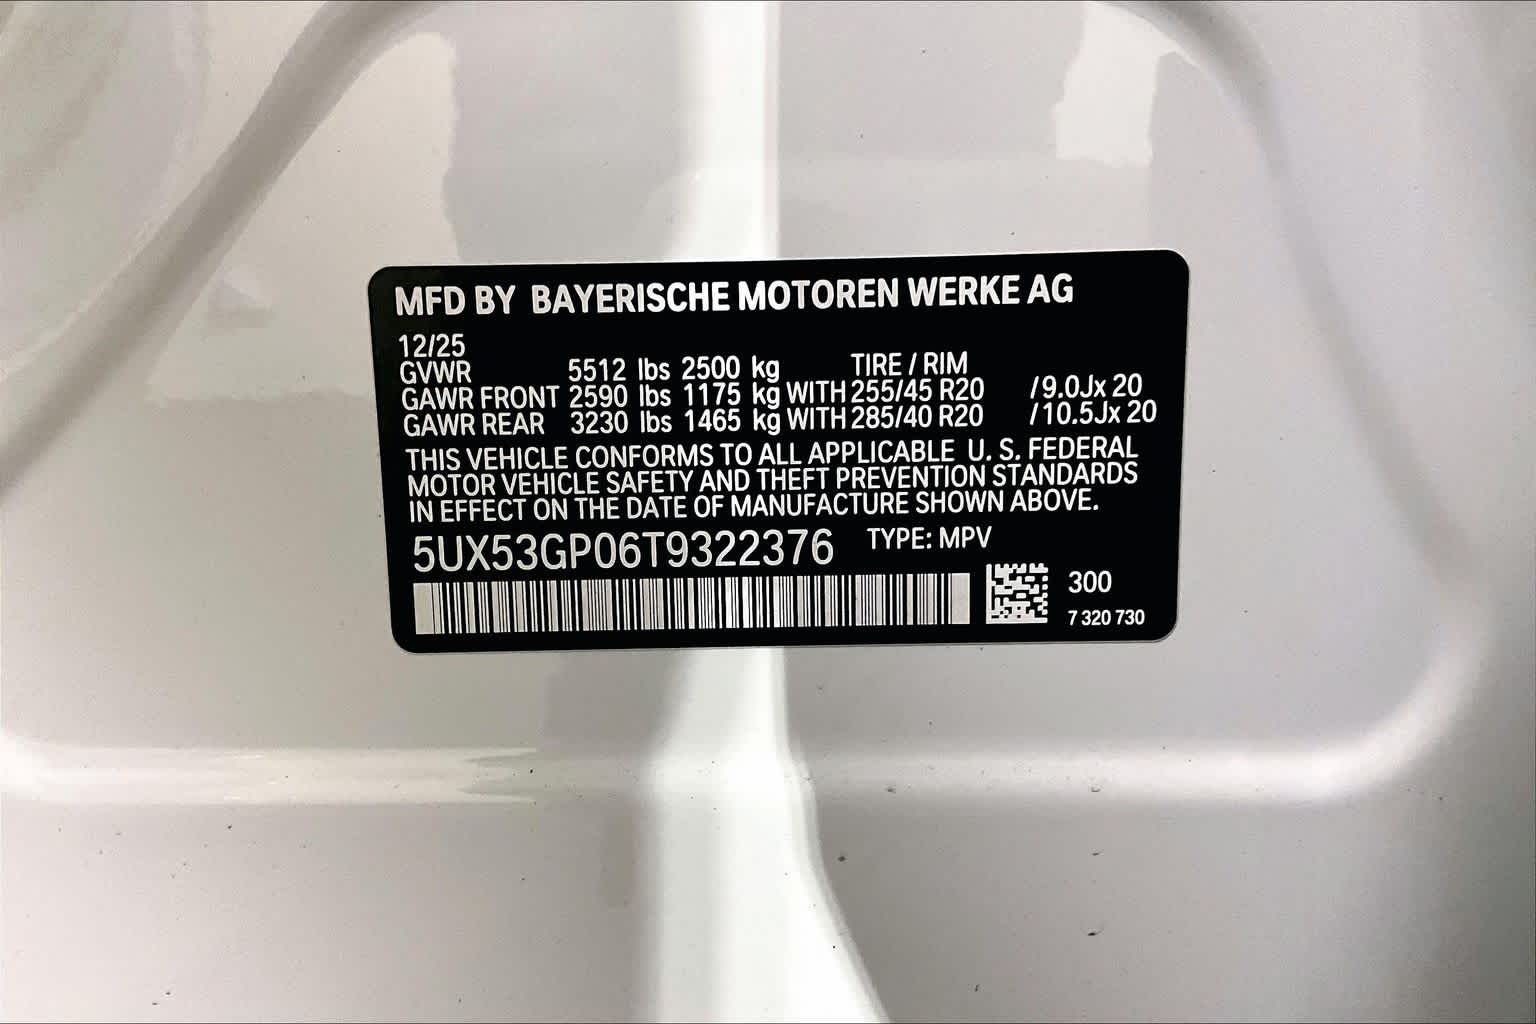 MFD BY BAYERISCHE MOTOREN WERKE AG
12/25
GVWR 5512 lbs 2500 kg TIRE / RIM
GAWR FRONT 2590 lbs 1175 kg WITH 255/45 R20 /9.0Jx 20
GAWR REAR 3230 lbs 1465 kg WITH 285/40 R20 /10.5Jx 20
THIS VEHICLE CONFORMS TO ALL APPLICABLE U. S. FEDERAL
MOTOR VEHICLE SAFETY AND THEFT PREVENTION STANDARDS
IN EFFECT ON THE DATE OF MANUFACTURE SHOWN ABOVE.
5UX53GP06T9322376 TYPE: MPV
300
7 320 730